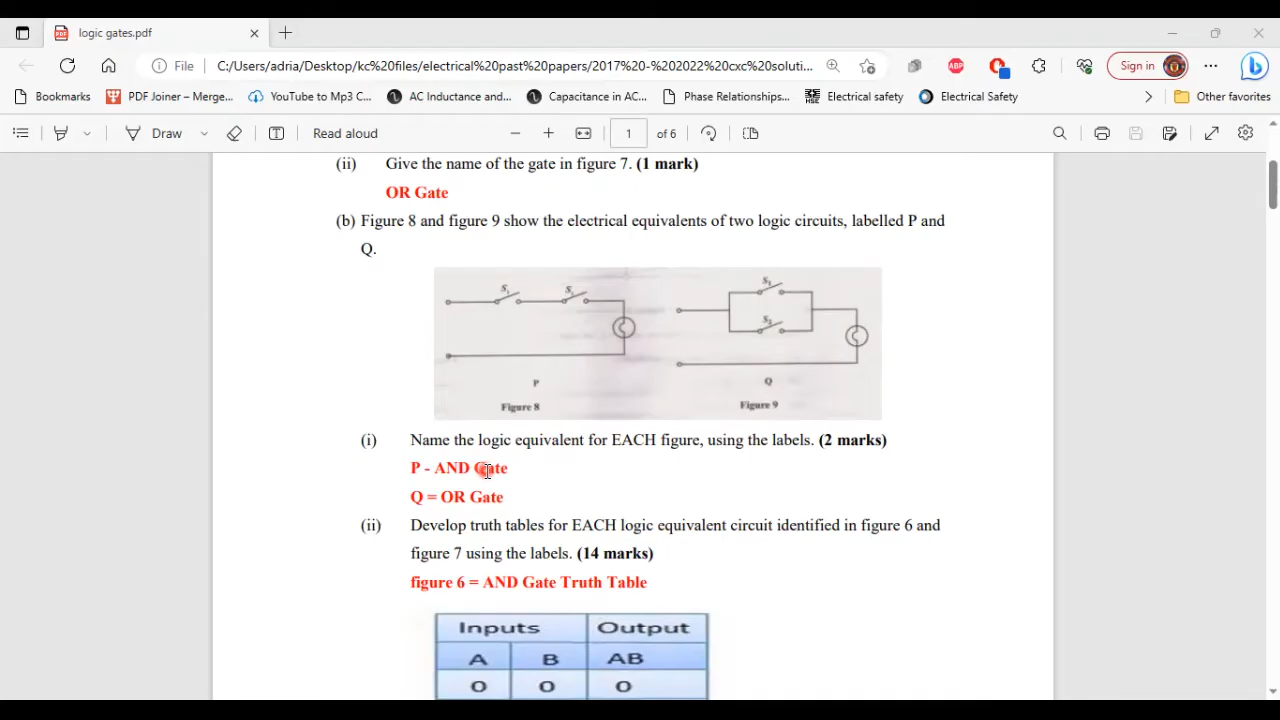 logic gates.pdf
File C:/Users/adria/Desktop/kc%20files/electrical%20past%20papers/2017%20-%202022%20cxc%20soluti... Sign in
Bookmarks PDF Joiner – Merge... YouTube to Mp3 C... AC Inductance and... Capacitance in AC... Phase Relationships... Electrical safety Electrical Safety Other favorites
Draw Read aloud 1 of 6
(ii) Give the name of the gate in figure 7. (1 mark)
OR Gate
(b) Figure 8 and figure 9 show the electrical equivalents of two logic circuits, labelled P and
Q.
P Q
Figure 8 Figure 9
(i) Name the logic equivalent for EACH figure, using the labels. (2 marks)
P - AND Gate
Q = OR Gate
(ii) Develop truth tables for EACH logic equivalent circuit identified in figure 6 and
figure 7 using the labels. (14 marks)
figure 6 = AND Gate Truth Table
Inputs Output
A B AB
0 0 0